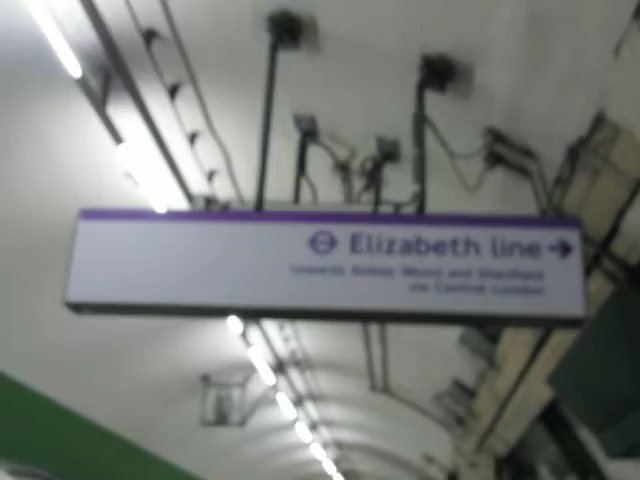 Elizabeth line →
towards Abbey Wood and Shenfield
via Central London